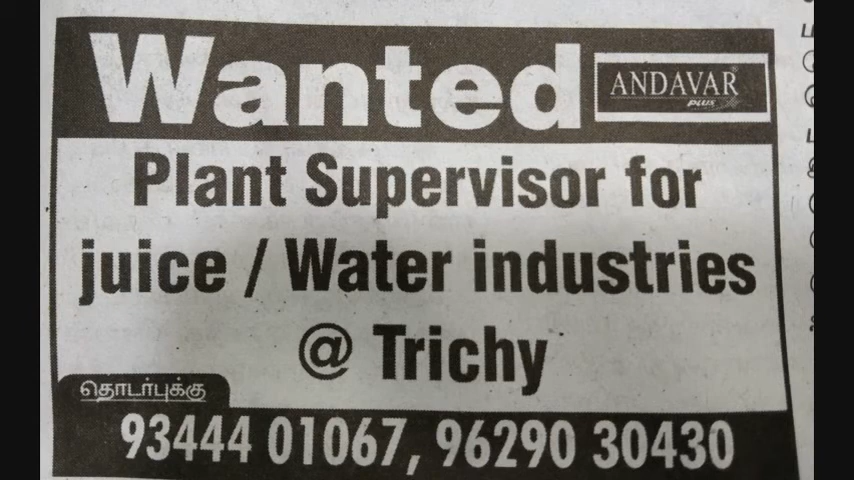 Wanted
ANDAVAR®
PLUS
Plant Supervisor for
juice / Water industries
@ Trichy
தொடர்புக்கு
93444 01067, 96290 30430